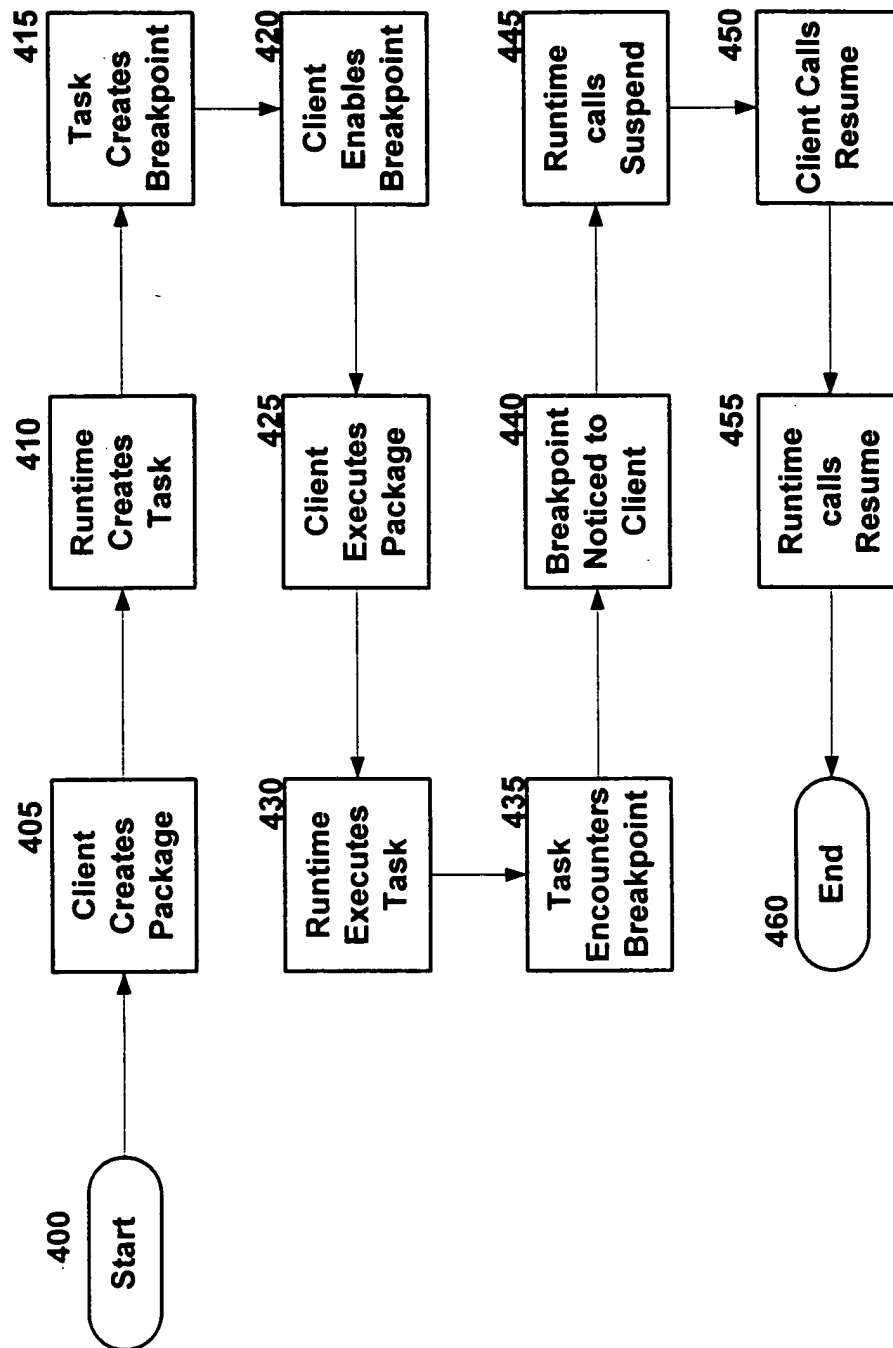 400
Start
405
Client
Creates
Package
410
Runtime
Creates
Task
415
Task
Creates
Breakpoint
420
Client
Enables
Breakpoint
425
Client
Executes
Package
430
Runtime
Executes
Task
435
Task
Encounters
Breakpoint
440
Breakpoint
Noticed to
Client
445
Runtime
calls
Suspend
450
Client Calls
Resume
455
Runtime
calls
Resume
460
End